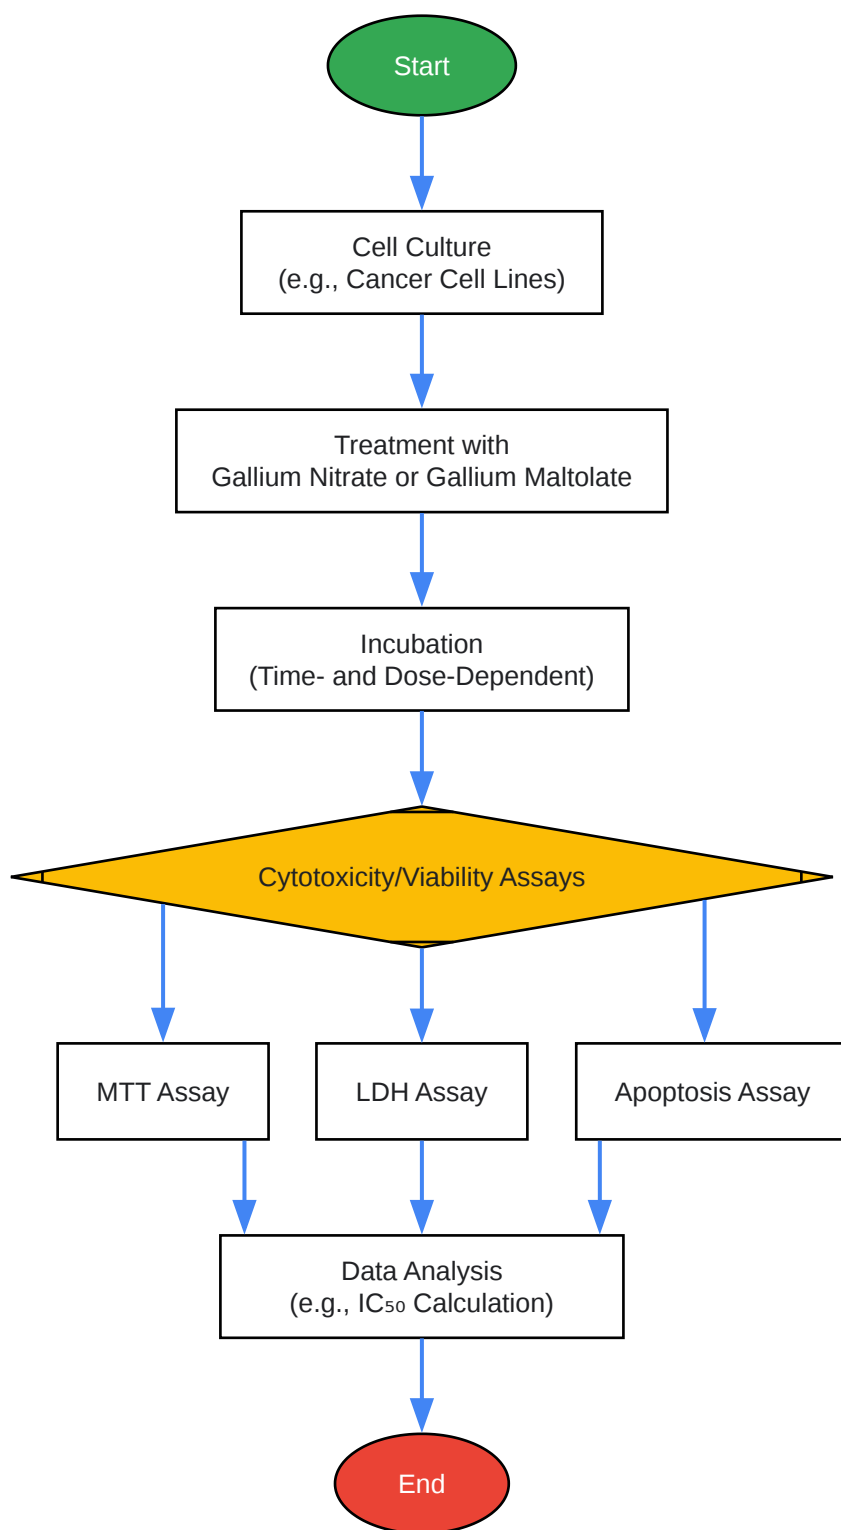 Start
Cell Culture
(e.g., Cancer Cell Lines)
Treatment with
Gallium Nitrate or Gallium Maltolate
Incubation
(Time- and Dose-Dependent)
Cytotoxicity/Viability Assays
MTT Assay
LDH Assay
Apoptosis Assay
Data Analysis
(e.g., IC₅₀ Calculation)
End